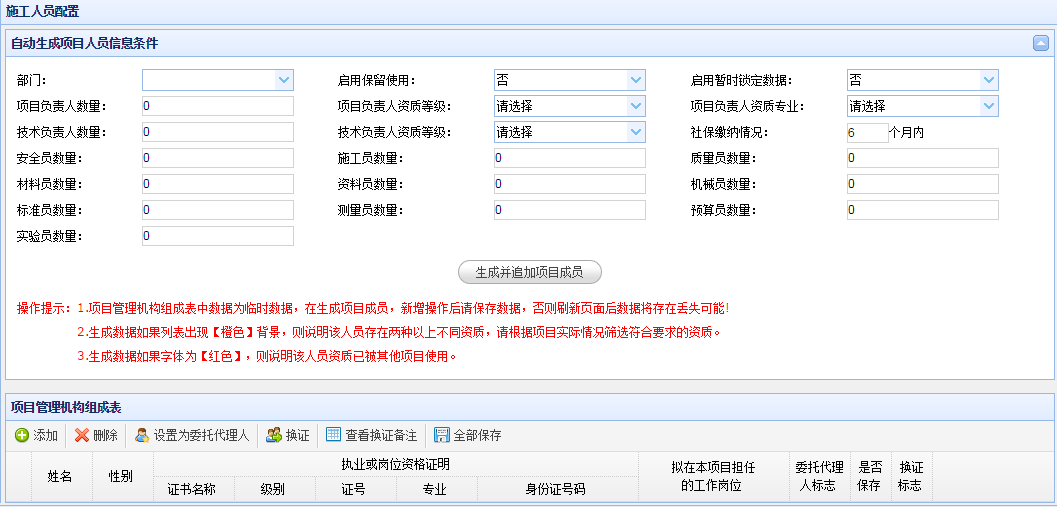 施工人员配置
自动生成项目人员信息条件
部门： 启用保留使用： 否 启用暂时锁定数据： 否
项目负责人数量： 0 项目负责人资质等级： 请选择 项目负责人资质专业： 请选择
技术负责人数量： 0 技术负责人资质等级： 请选择 社保缴纳情况： 6 个月内
安全员数量： 0 施工员数量： 0 质量员数量： 0
材料员数量： 0 资料员数量： 0 机械员数量： 0
标准员数量： 0 测量员数量： 0 预算员数量： 0
实验员数量： 0
生成并追加项目成员
操作提示：1.项目管理机构组成表中数据为临时数据，在生成项目成员，新增操作后请保存数据，否则刷新页面后数据将存在丢失可能!
2.生成数据如果列表出现【橙色】背景，则说明该人员存在两种以上不同资质，请根据项目实际情况筛选符合要求的资质。
3.生成数据如果字体为【红色】，则说明该人员资质已被其他项目使用。
项目管理机构组成表
添加 删除 设置为委托代理人 换证 查看换证备注 全部保存
姓名 性别 执业或岗位资格证明 拟在本项目担任 委托代理 是否 换证
的工作岗位 人标志 保存 标志
证书名称 级别 证号 专业 身份证号码